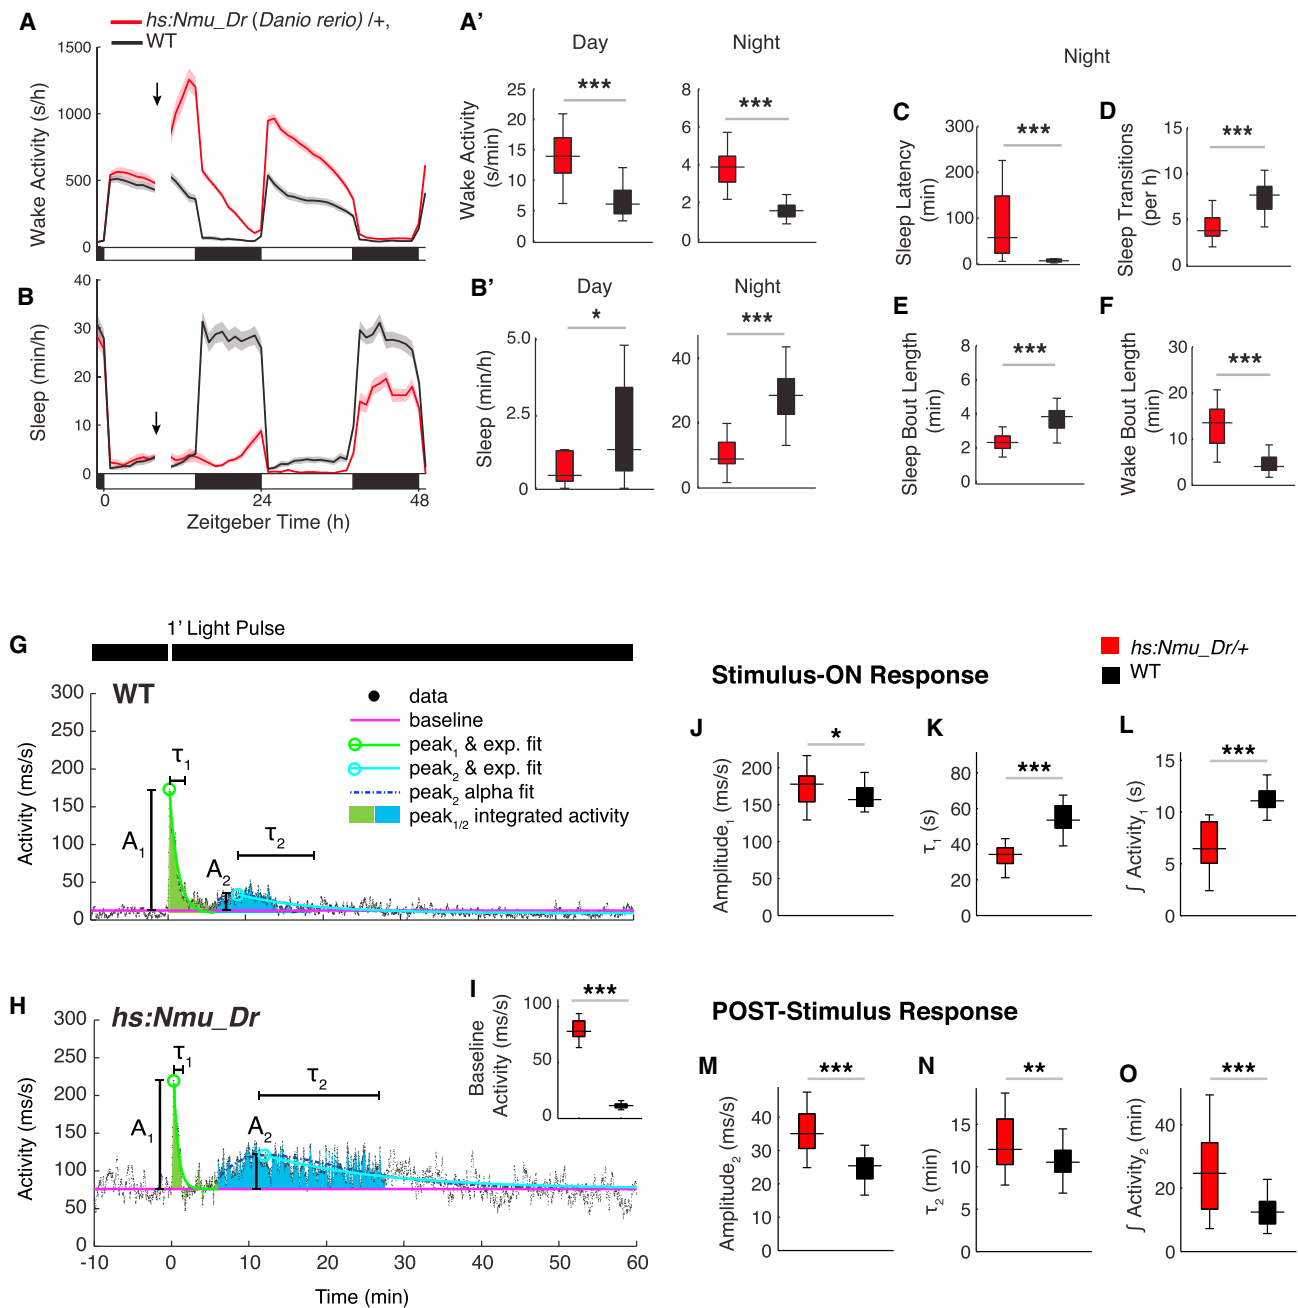 A
hs:Nmu_Dr (Danio rerio) /+,
WT
Wake Activity (s/h)
1500
1000
500
0
A'
Day
Night
Wake Activity
(s/min)
25
20
15
10
5
0
***
8
6
4
2
0
***
Night
C
Sleep Latency
(min)
300
200
100
0
***
D
Sleep Transitions
(per h)
15
10
5
0
***
B
Sleep (min/h)
40
30
20
10
0
0
24
48
Zeitgeber Time (h)
B'
Day
Night
Sleep (min/h)
5.0
2.5
0
*
40
20
0
***
E
Sleep Bout Length
(min)
8
6
4
2
0
***
F
Wake Bout Length
(min)
30
20
10
0
***
G
1' Light Pulse
WT
Activity (ms/s)
300
250
200
150
100
50
0
τ1
A1
A2
τ2
data
baseline
peak1 & exp. fit
peak2 & exp. fit
peak2 alpha fit
peak1/2 integrated activity
0
10
20
30
40
50
60
H
hs:Nmu_Dr
Activity (ms/s)
300
250
200
150
100
50
0
τ1
A1
A2
τ2
-10
0
10
20
30
40
50
60
Time (min)
I
Baseline
Activity (ms/s)
100
50
0
***
hs:Nmu_Dr/+
WT
Stimulus-ON Response
J
Amplitude1 (ms/s)
200
150
100
50
0
*
K
τ1 (s)
80
60
40
20
0
***
L
∫ Activity1 (s)
15
10
5
0
***
POST-Stimulus Response
M
Amplitude2 (ms/s)
40
30
20
10
0
***
N
τ2 (min)
15
10
5
0
**
O
∫ Activity2 (min)
40
20
0
***